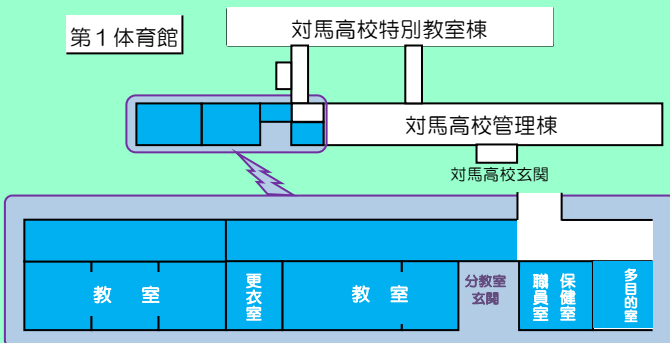 第1体育館
対馬高校特別教室棟
対馬高校管理棟
対馬高校玄関
教室
更衣室
教室
分教室
玄関
職員室
保健室
多目的室